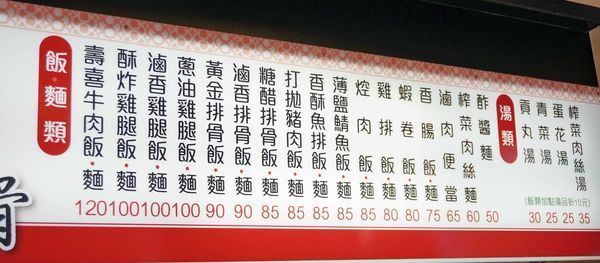 飯·麵類
壽喜牛肉飯·麵 120
酥炸雞腿飯·麵 100
滷香雞腿飯·麵 100
蔥油雞腿飯·麵 100
黃金排骨飯·麵 90
滷香排骨飯·麵 90
糖醋排骨飯·麵 85
打拋豬肉飯·麵 85
香酥魚排飯·麵 85
薄鹽鯖魚飯·麵 85
焢肉飯·麵 85
雞肉飯·麵 80
蝦卷飯·麵 80
香腸飯·麵 75
滷肉便當 65
榨菜肉絲麵 60
酢醬麵 50
湯類
貢丸湯 30
青菜湯 25
蛋花湯 25
榨菜肉絲湯 35
(飯類加點湯品折10元)
骨